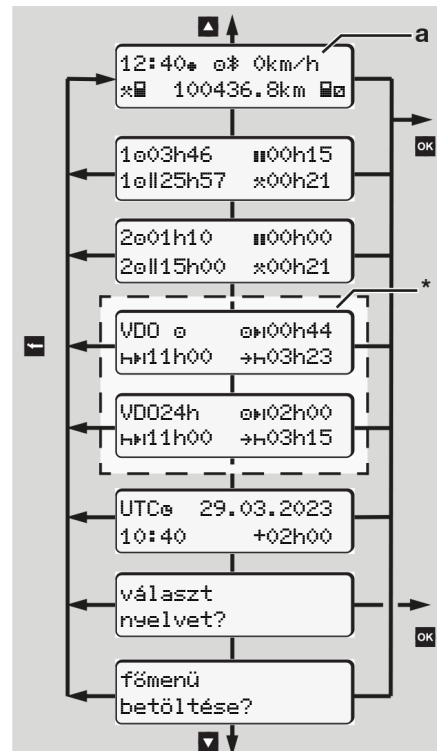 a
12:40● ⊙ᛒ 0km/h
100436.8km
OK
1⊙03h46 00h15
1⊙‖25h57 00h21
2⊙01h10 00h00
2⊙‖15h00 00h21
*
VDO ⊙ 00h44
11h00 03h23
VDO24h 02h00
11h00 03h15
UTC 29.03.2023
10:40 +02h00
választ
nyelvet?
OK
főmenü
betöltése?